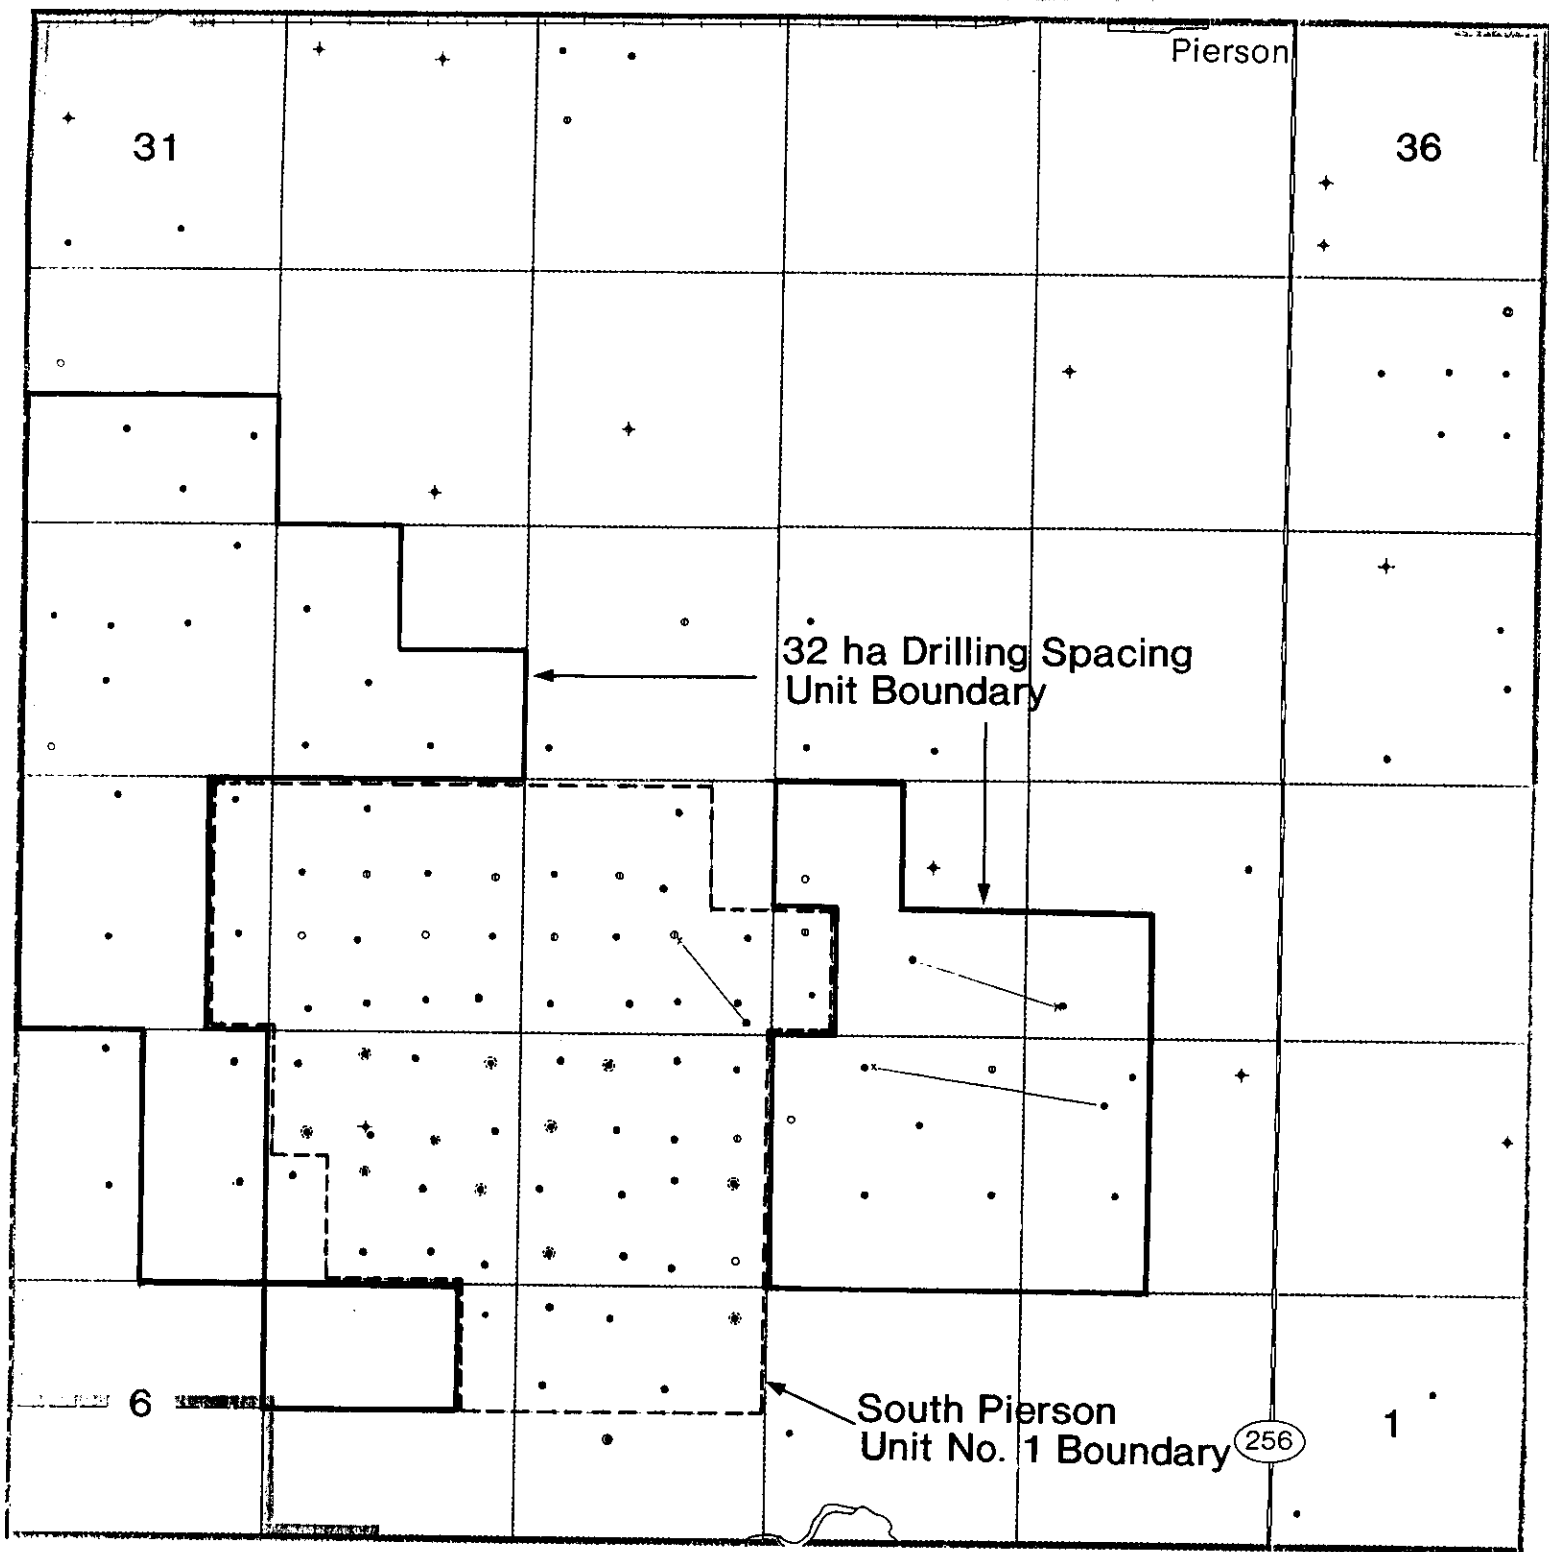 Pierson
31
36
32 ha Drilling Spacing
Unit Boundary
6
South Pierson
Unit No. 1 Boundary
256
1